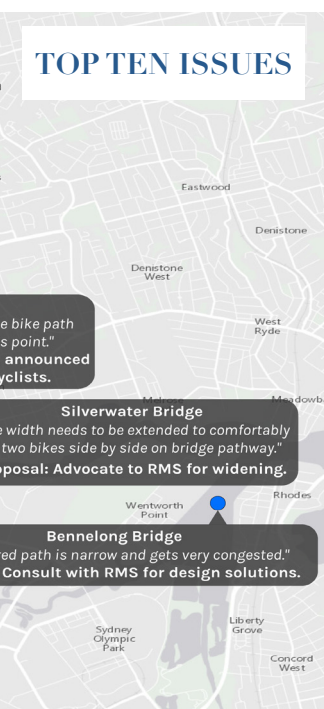 TOP TEN ISSUES
Eastwood
Denistone
Denistone
West
West
Ryde
e bike path
s point."
announced
yclists.
Silverwater Bridge
width needs to be extended to comfortably
two bikes side by side on bridge pathway."
oposal: Advocate to RMS for widening.
Rhodes
Wentworth
Point
Bennelong Bridge
red path is narrow and gets very congested."
Consult with RMS for design solutions.
Liberty
Grove
Sydney
Olympic
Park
Concord
West